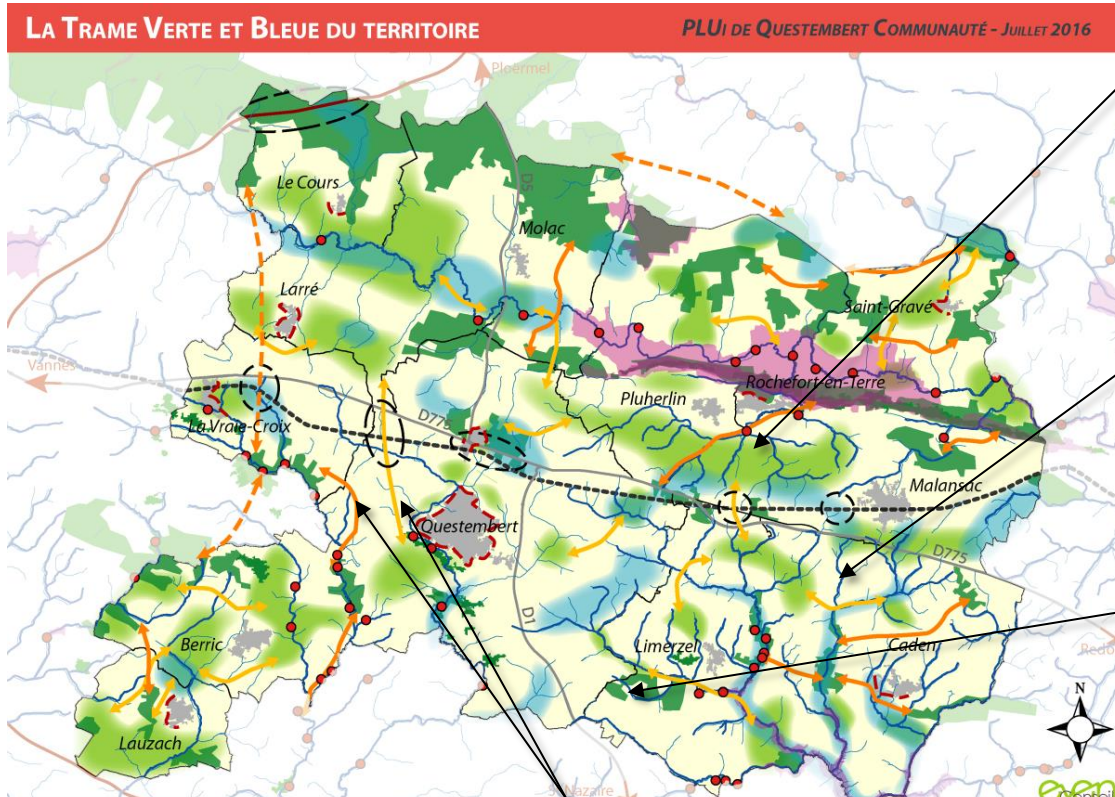 LA TRAME VERTE ET BLEUE DU TERRITOIRE
PLUI DE QUESTEMBERT COMMUNAUTÉ - JUILLET 2016
Ploërmel
Le Cours
D5
Molac
Larré
Saint-Gravé
Vannes
Rochefort-en-Terre
Pluherlin
La Vraie-Croix
D775
Malansac
Questembert
D775
D1
Berric
Limerzel
Caden
N
Lauzach
Nazaire